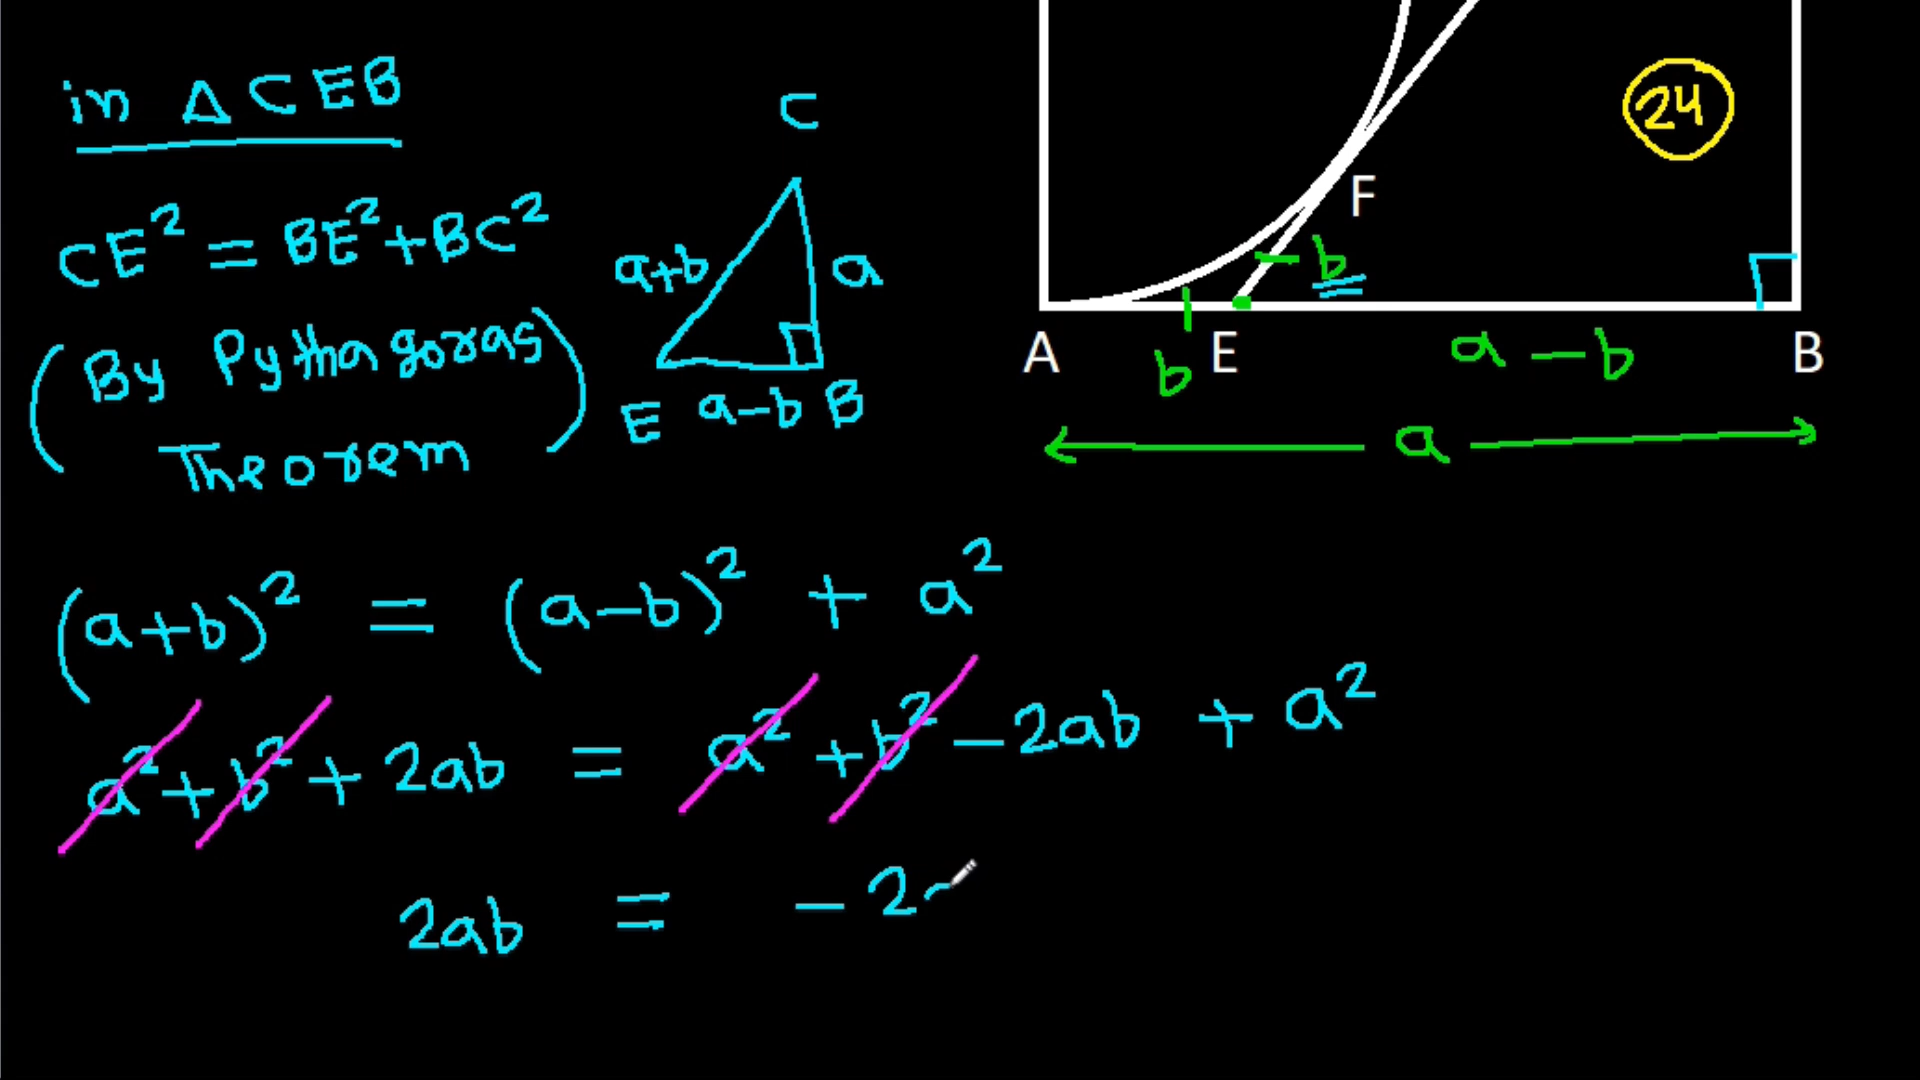 in Δ CEB
CE² = BE² + BC²
(By Pythagoras
Theorem)
C
a+b
a
E a-b B
24
F
b
A b E a - b B
a
(a+b)² = (a-b)² + a²
a² + b² + 2ab = a² + b² - 2ab + a²
2ab = - 2